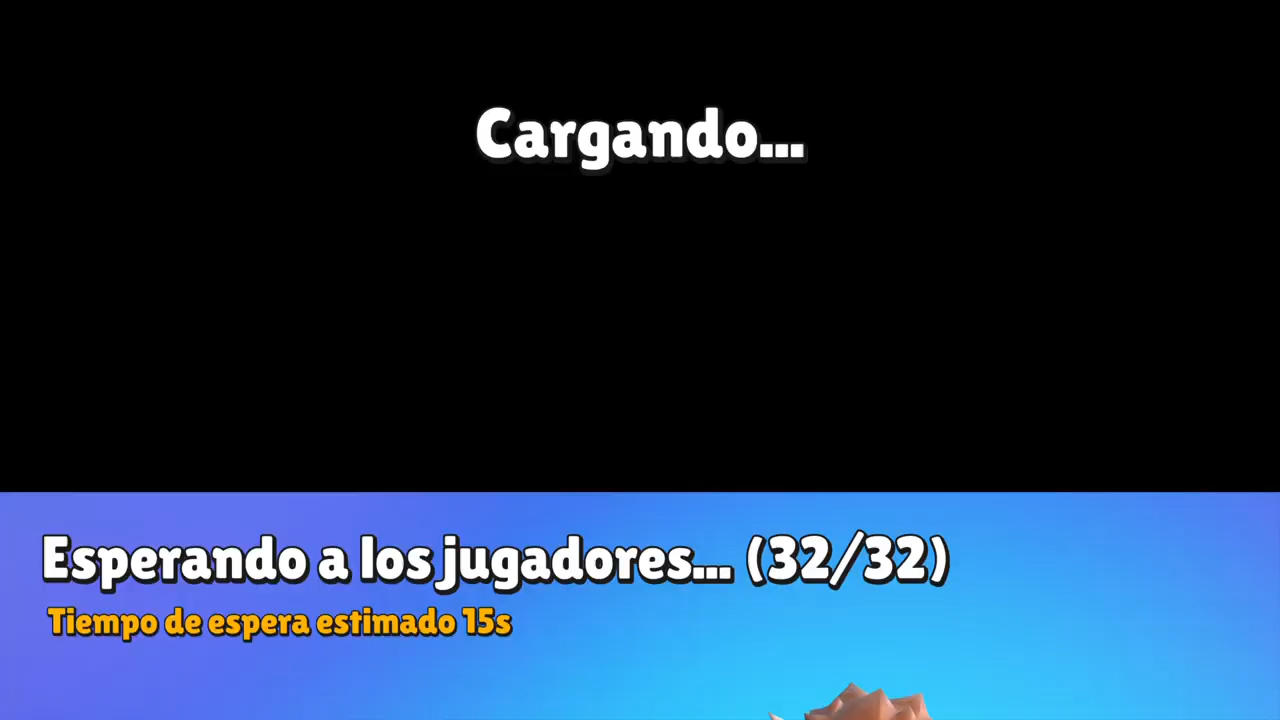 Cargando...
Esperando a los jugadores... (32/32)
Tiempo de espera estimado 15s